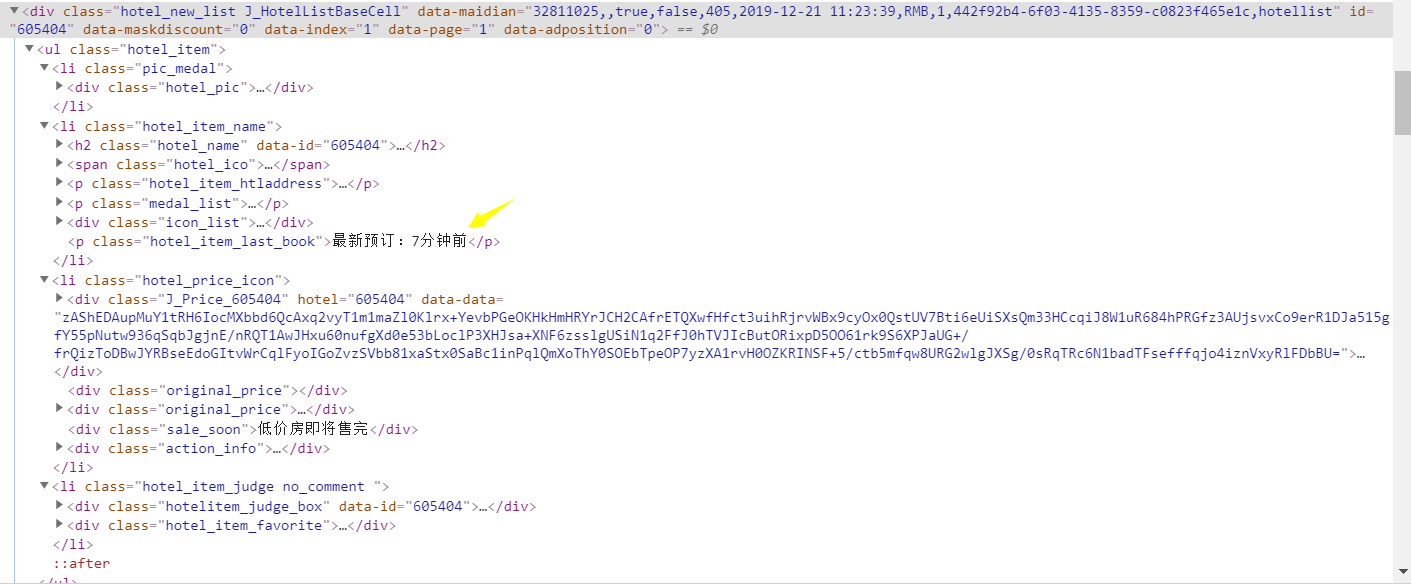 <div class="hotel_new_list J_HotelListBaseCell" data-maidian="32811025,,true,false,405,2019-12-21 11:23:39,RMB,1,442f92b4-6f03-4135-8359-c0823f465e1c,hotellist" id=
"605404" data-maskdiscount="0" data-index="1" data-page="1" data-adposition="0"> == $0
<ul class="hotel_item">
<li class="pic_medal">
<div class="hotel_pic">…</div>
</li>
<li class="hotel_item_name">
<h2 class="hotel_name" data-id="605404">…</h2>
<span class="hotel_ico">…</span>
<p class="hotel_item_htladdress">…</p>
<p class="medal_list">…</p>
<div class="icon_list">…</div>
<p class="hotel_item_last_book">最新预订：7分钟前</p>
</li>
<li class="hotel_price_icon">
<div class="J_Price_605404" hotel="605404" data-data=
"zAShEDAupMuY1tRH6IocMXbbd6QcAxq2vyT1m1maZl0Klrx+YevbPGeOKHkHmHRYrJCH2CAfrETQXwfHfct3uihRjrvWBx9cyOx0QstUV7Bti6eUiSXsQm33HCcqiJ8W1uR684hPRGfz3AUjsvxCo9erR1DJa515g
fY55pNutw936qSqbJgjnE/nRQT1AwJHxu60nufgXd0e53bLoclP3XHJsa+XNF6zsslgUSiN1q2FfJ0hTVJIcButORixpD5OO61rk9S6XPJaUG+/
frQizToDBwJYRBseEdoGItvWrCqlFyoIGoZvzSVbb81xaStx0SaBc1inPqlQmXoThY0SOEbTpeOP7yzXA1rvH0OZKRINSF+5/ctb5mfqw8URG2wlgJXSg/0sRqTRc6N1badTFsefffqjo4iznVxyRlFDbBU=">…
</div>
<div class="original_price"></div>
<div class="original_price">…</div>
<div class="sale_soon">低价房即将售完</div>
<div class="action_info">…</div>
</li>
<li class="hotel_item_judge no_comment ">
<div class="hotelitem_judge_box" data-id="605404">…</div>
<div class="hotel_item_favorite">…</div>
</li>
::after
</ul>